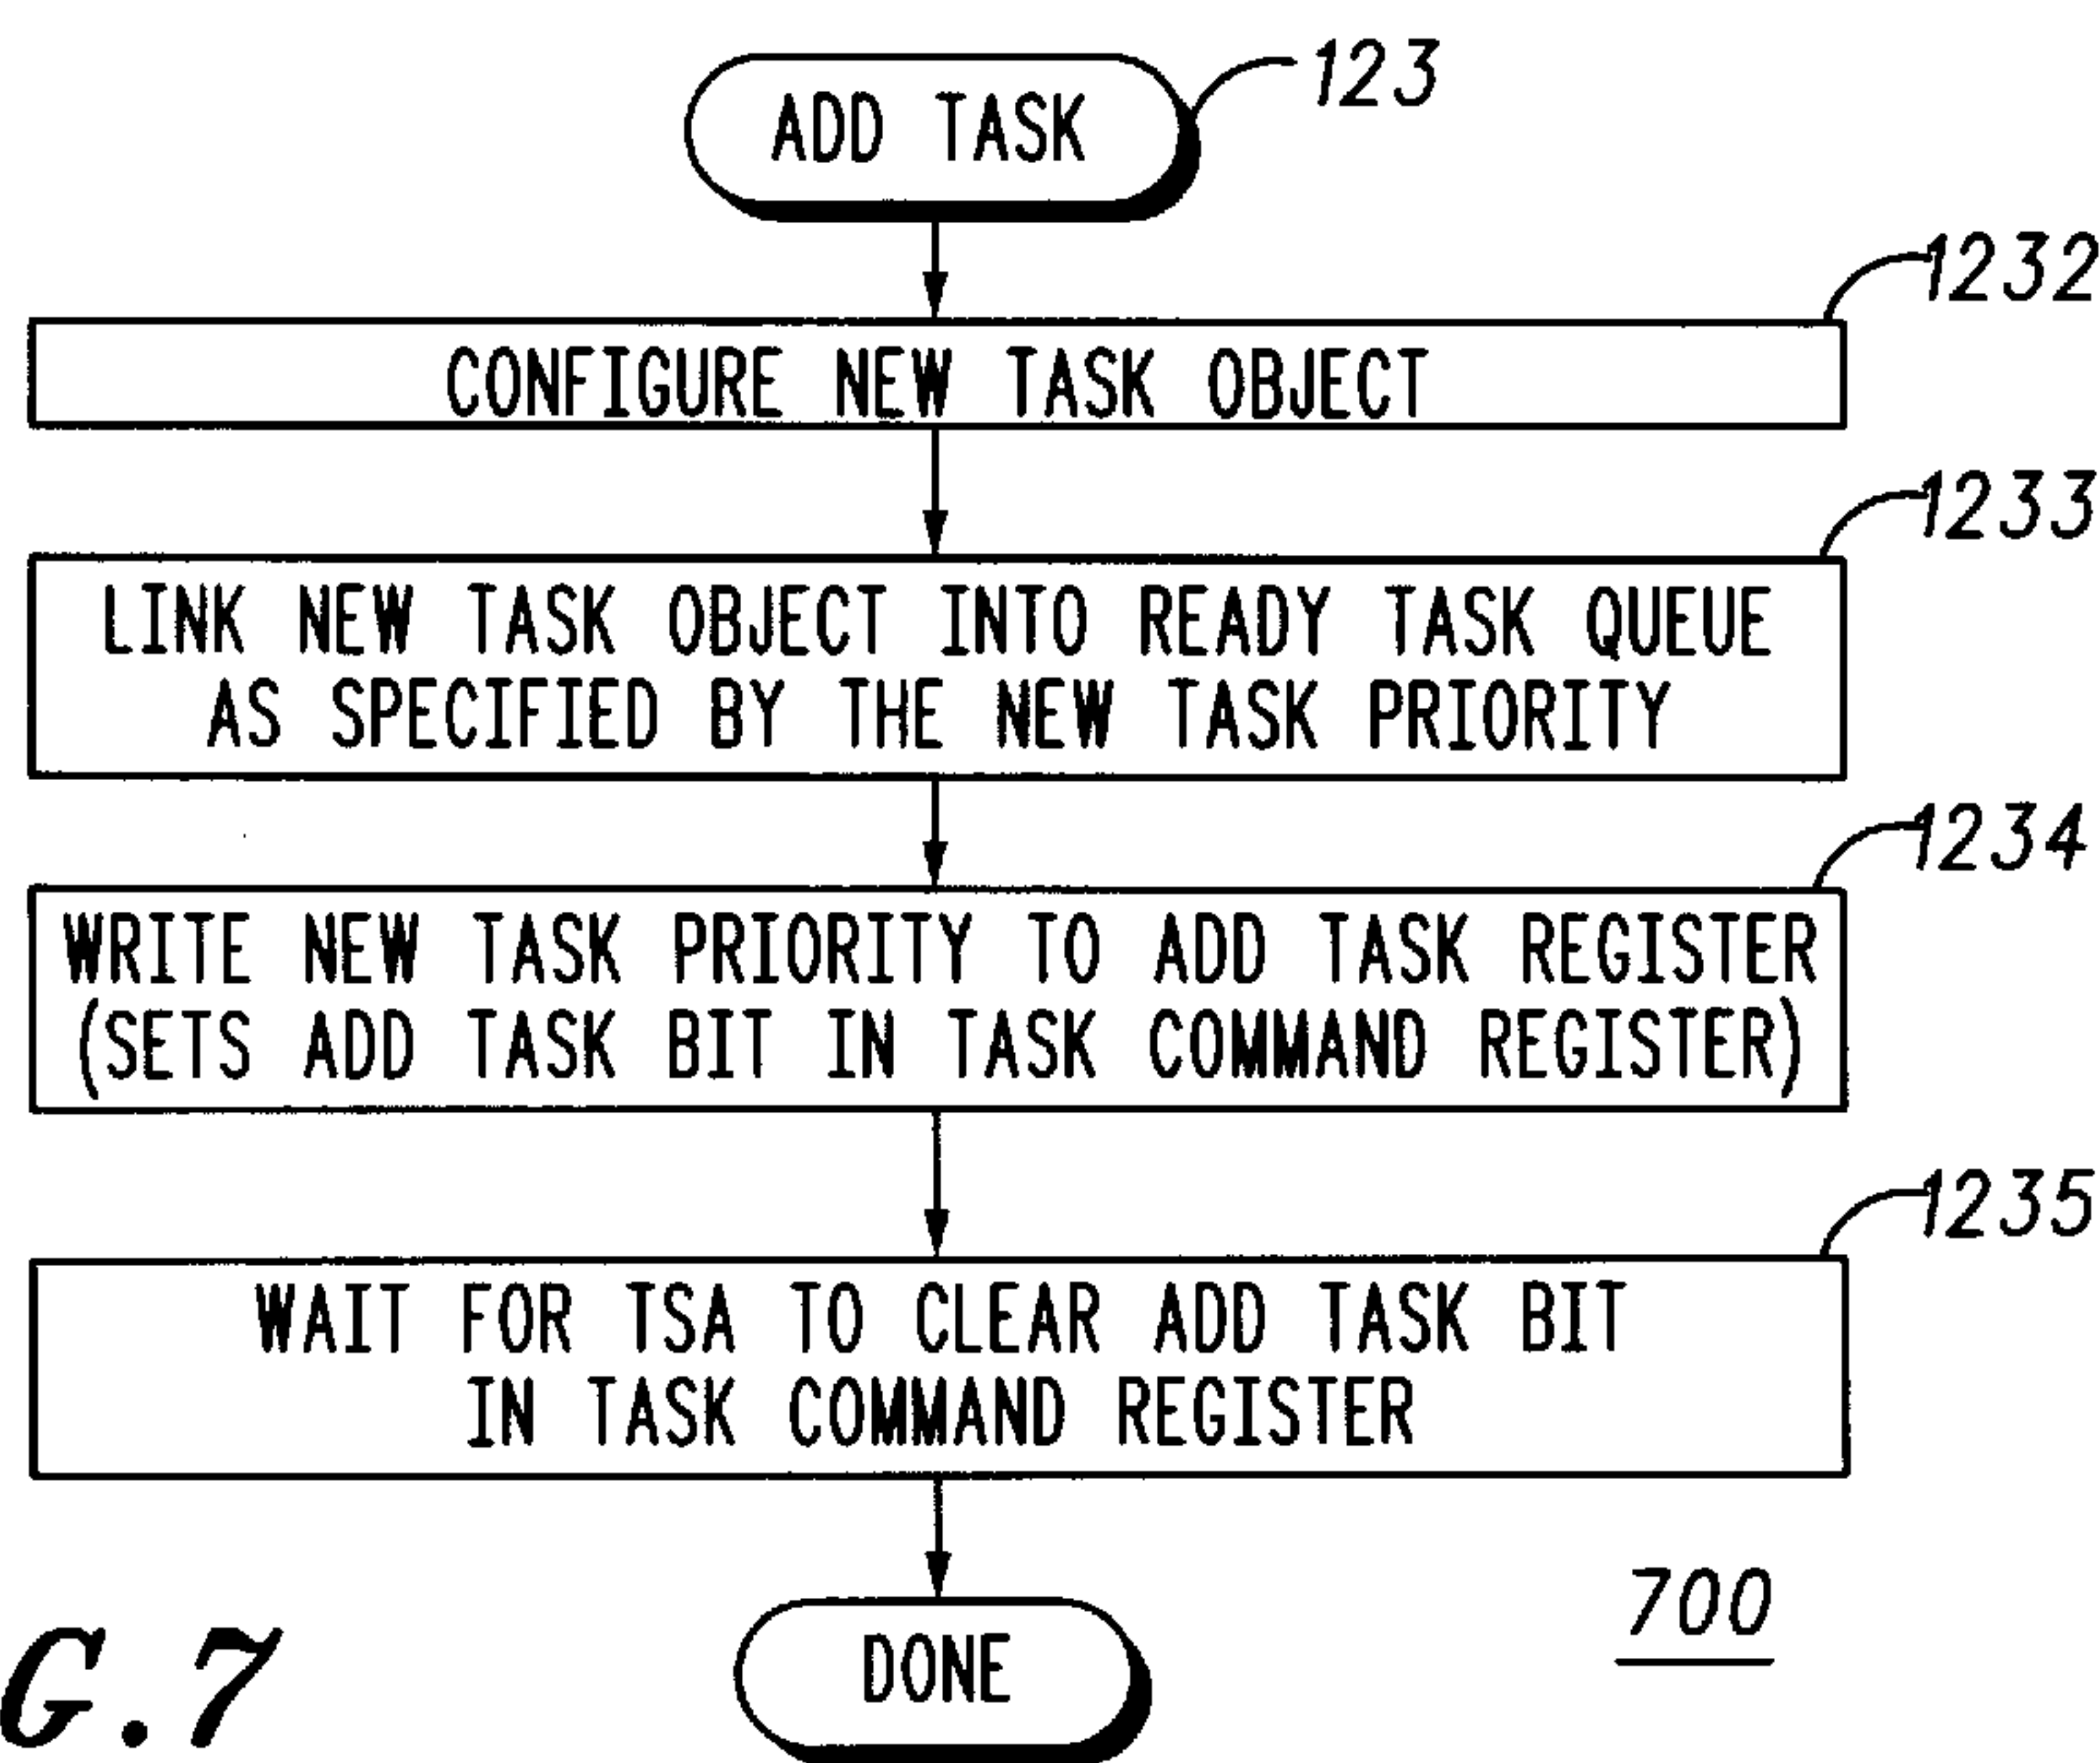 ADD TASK
123
1232
CONFIGURE NEW TASK OBJECT
1233
LINK NEW TASK OBJECT INTO READY TASK QUEUE
AS SPECIFIED BY THE NEW TASK PRIORITY
1234
WRITE NEW TASK PRIORITY TO ADD TASK REGISTER
(SETS ADD TASK BIT IN TASK COMMAND REGISTER)
1235
WAIT FOR TSA TO CLEAR ADD TASK BIT
IN TASK COMMAND REGISTER
DONE
700
G.7